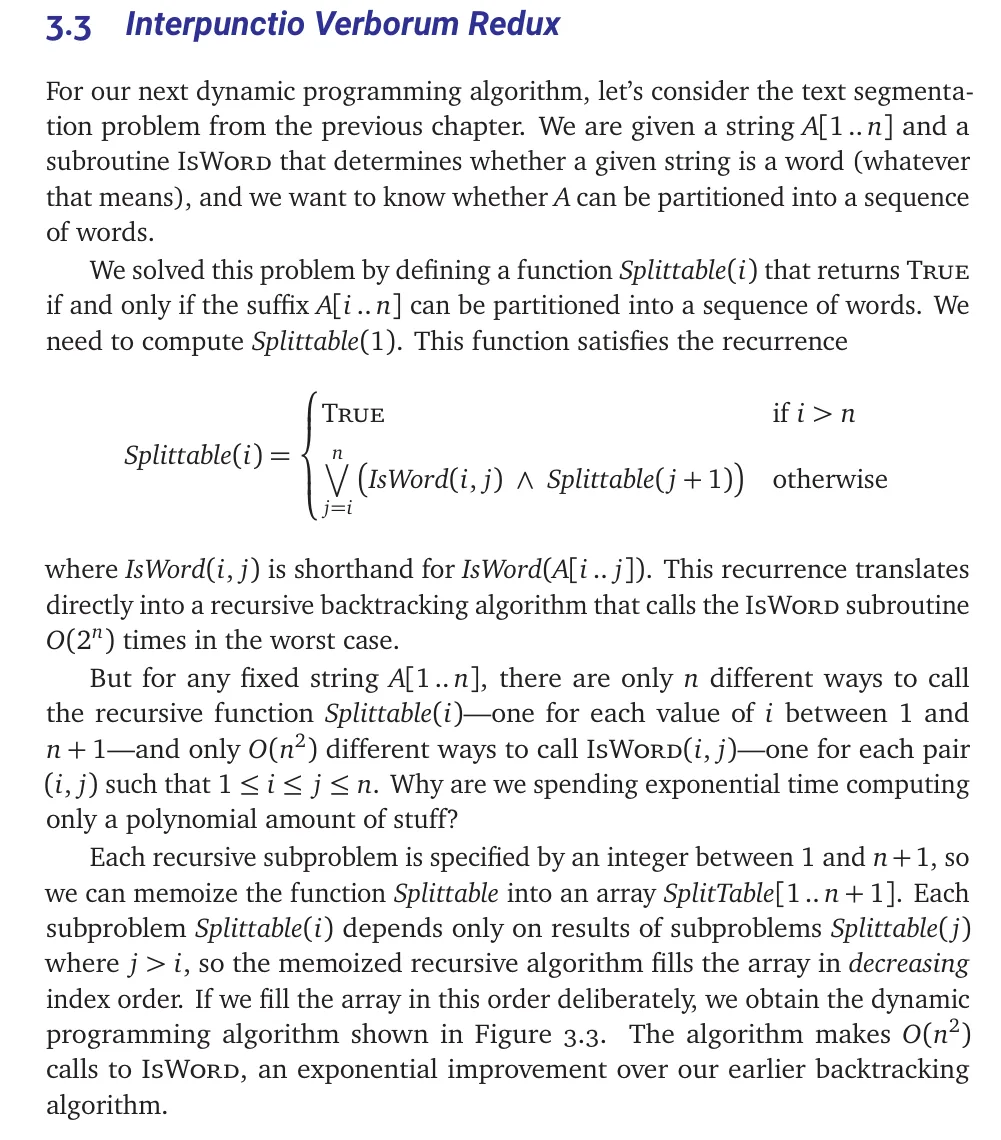 3.3 Interpunctio Verborum Redux
For our next dynamic programming algorithm, let’s consider the text segmenta-
tion problem from the previous chapter. We are given a string A[1 .. n] and a
subroutine IsWord that determines whether a given string is a word (whatever
that means), and we want to know whether A can be partitioned into a sequence
of words.
We solved this problem by defining a function Splittable(i) that returns True
if and only if the suffix A[i .. n] can be partitioned into a sequence of words. We
need to compute Splittable(1). This function satisfies the recurrence
Splittable(i) = { True if i > n
⋁_{j=i}^{n} (IsWord(i, j) ∧ Splittable(j + 1)) otherwise
where IsWord(i, j) is shorthand for IsWord(A[i .. j]). This recurrence translates
directly into a recursive backtracking algorithm that calls the IsWord subroutine
O(2ⁿ) times in the worst case.
But for any fixed string A[1 .. n], there are only n different ways to call
the recursive function Splittable(i)—one for each value of i between 1 and
n + 1—and only O(n²) different ways to call IsWord(i, j)—one for each pair
(i, j) such that 1 ≤ i ≤ j ≤ n. Why are we spending exponential time computing
only a polynomial amount of stuff?
Each recursive subproblem is specified by an integer between 1 and n + 1, so
we can memoize the function Splittable into an array SplitTable[1 .. n + 1]. Each
subproblem Splittable(i) depends only on results of subproblems Splittable(j)
where j > i, so the memoized recursive algorithm fills the array in decreasing
index order. If we fill the array in this order deliberately, we obtain the dynamic
programming algorithm shown in Figure 3.3. The algorithm makes O(n²)
calls to IsWord, an exponential improvement over our earlier backtracking
algorithm.